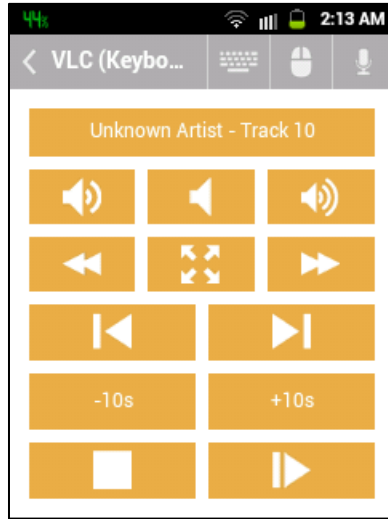 44%
2:13 AM
VLC (Keybo...
Unknown Artist - Track 10
-10s
+10s